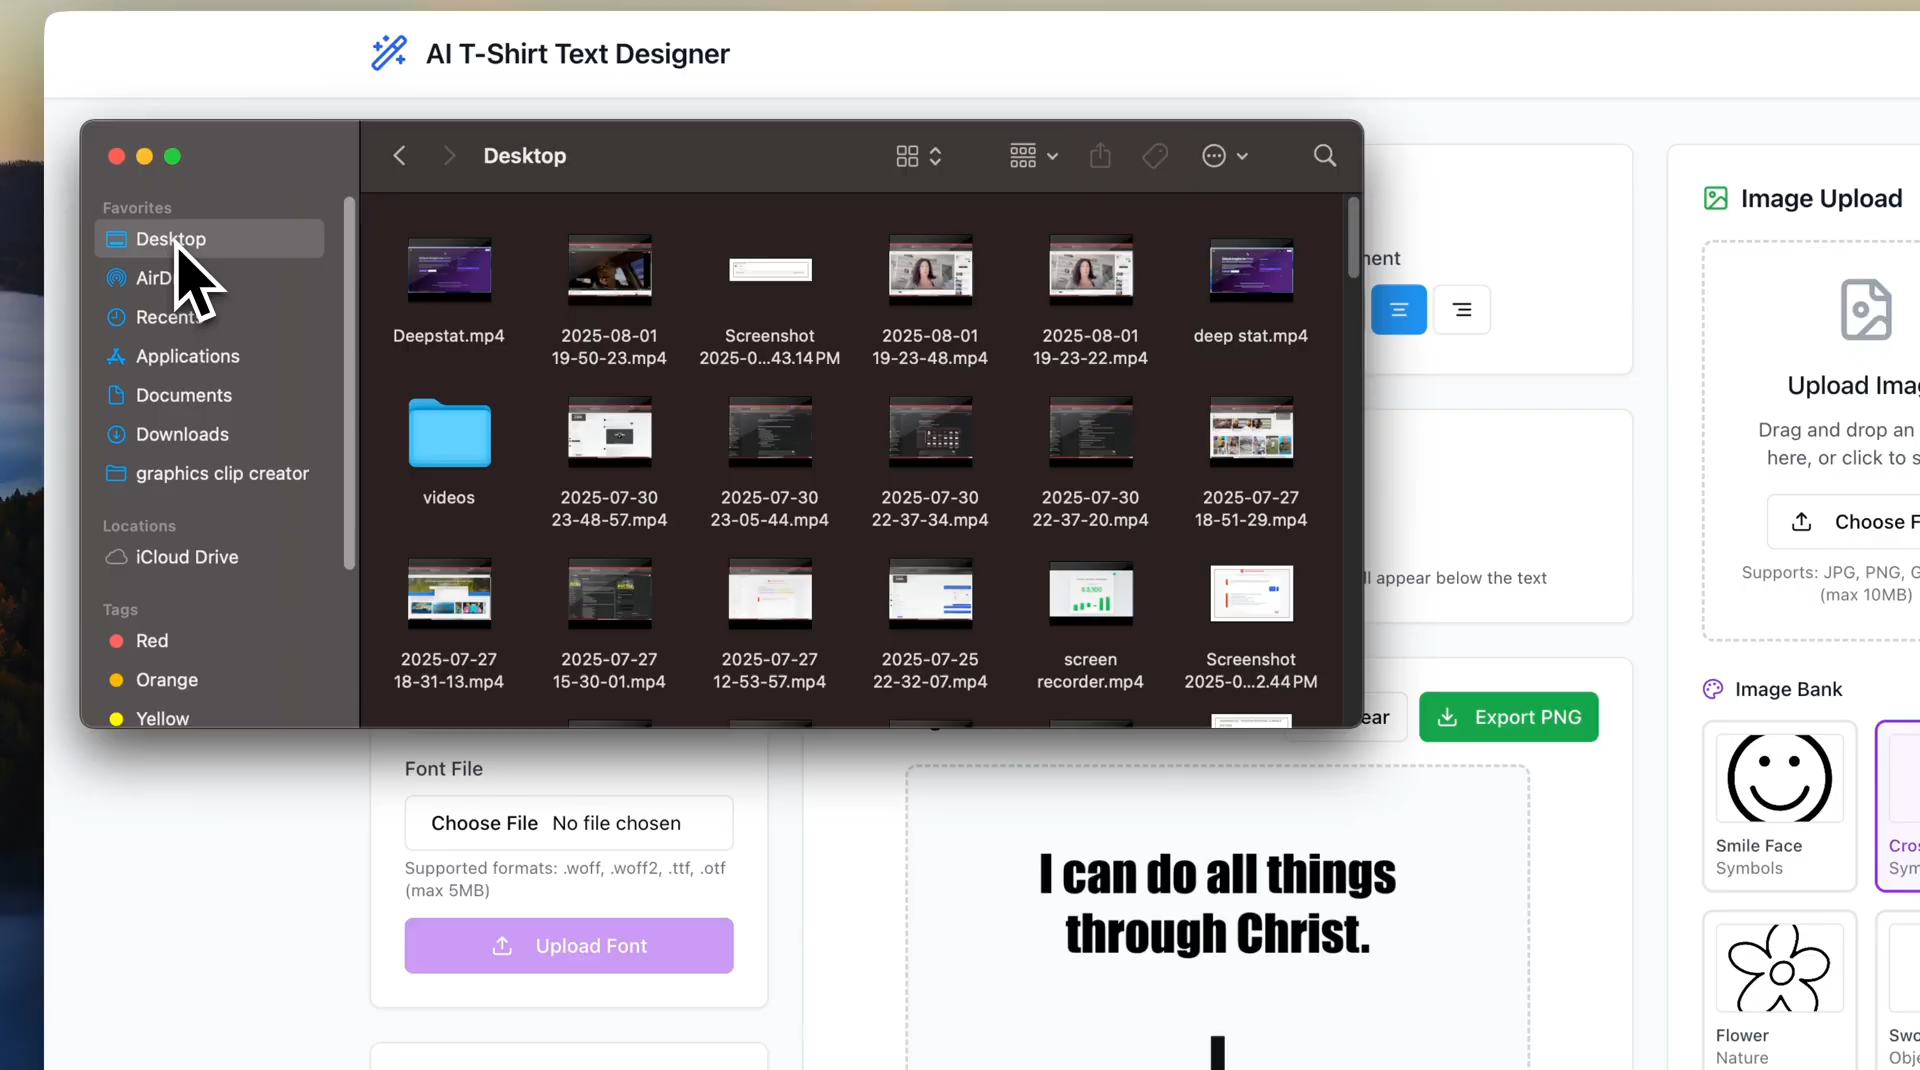 AI T-Shirt Text Designer
Desktop
Favorites
Desktop
AirD
Recents
Applications
Documents
Downloads
graphics clip creator
Locations
iCloud Drive
Tags
Red
Orange
Yellow
Deepstat.mp4
2025-08-01
19-50-23.mp4
Screenshot
2025-0...43.14 PM
2025-08-01
19-23-48.mp4
2025-08-01
19-23-22.mp4
deep stat.mp4
videos
2025-07-30
23-48-57.mp4
2025-07-30
23-05-44.mp4
2025-07-30
22-37-34.mp4
2025-07-30
22-37-20.mp4
2025-07-27
18-51-29.mp4
2025-07-27
18-31-13.mp4
2025-07-27
15-30-01.mp4
2025-07-27
12-53-57.mp4
2025-07-25
22-32-07.mp4
screen
recorder.mp4
Screenshot
2025-0...2.44 PM
nent
ll appear below the text
ear
Export PNG
Font File
Choose File No file chosen
Supported formats: .woff, .woff2, .ttf, .otf
(max 5MB)
Upload Font
I can do all things
through Christ.
Image Upload
Upload Imag
Drag and drop an
here, or click to s
Choose F
Supports: JPG, PNG, G
(max 10MB)
Image Bank
Smile Face
Symbols
Cros
Sym
Flower
Nature
Swo
Obje